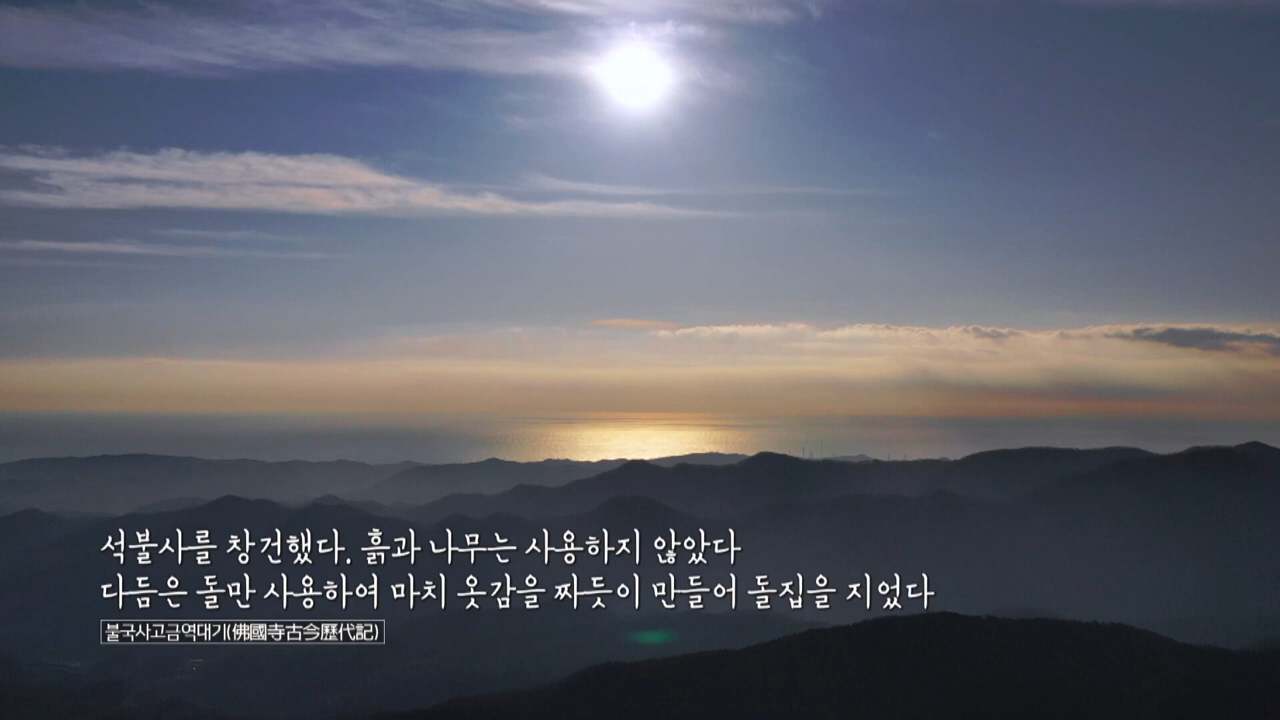 석불사를 창건했다. 흙과 나무는 사용하지 않았다
다듬은 돌만 사용하여 마치 옷감을 짜듯이 만들어 돌집을 지었다
불국사고금역대기(佛國寺古今歷代記)